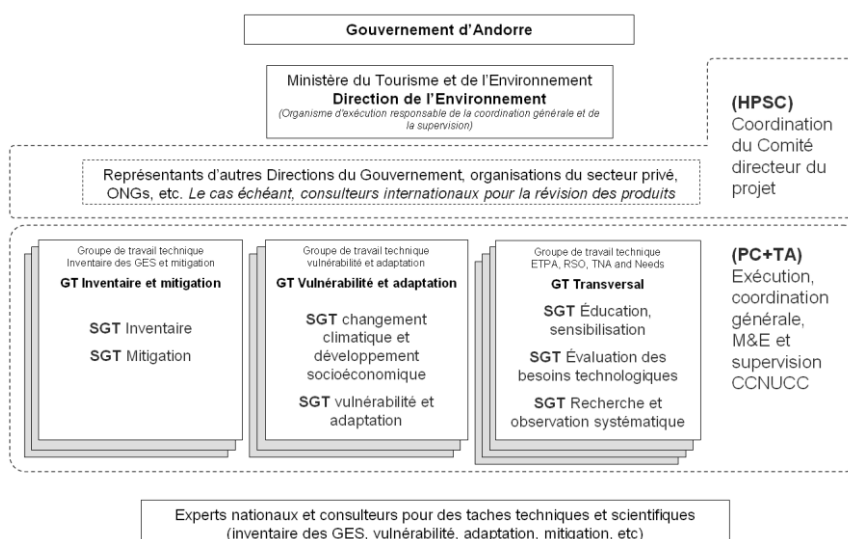 Gouvernement d'Andorre
Ministère du Tourisme et de l'Environnement
Direction de l'Environnement
(Organisme d'exécution responsable de la coordination générale et de
la supervision)
(HPSC)
Coordination
du Comité
directeur du
projet
Représentants d'autres Directions du Gouvernement, organisations du secteur privé,
ONGs, etc. Le cas échéant, consulteurs internationaux pour la révision des produits
Groupe de travail technique
Inventaire des GES et mitigation
GT Inventaire et mitigation
SGT Inventaire
SGT Mitigation
Groupe de travail technique
vulnérabilité et adaptation
GT Vulnérabilité et adaptation
SGT changement
climatique et
développement
socioéconomique
SGT vulnérabilité et
adaptation
Groupe de travail technique
ETPA, RSO, TNA and Needs
GT Transversal
SGT Éducation,
sensibilisation
SGT Évaluation des
besoins technologiques
SGT Recherche et
observation systématique
(PC+TA)
Exécution,
coordination
générale,
M&E et
supervision
CCNUCC
Experts nationaux et consulteurs pour des taches techniques et scientifiques
(inventaire des GES, vulnérabilité, adaptation, mitigation, etc)